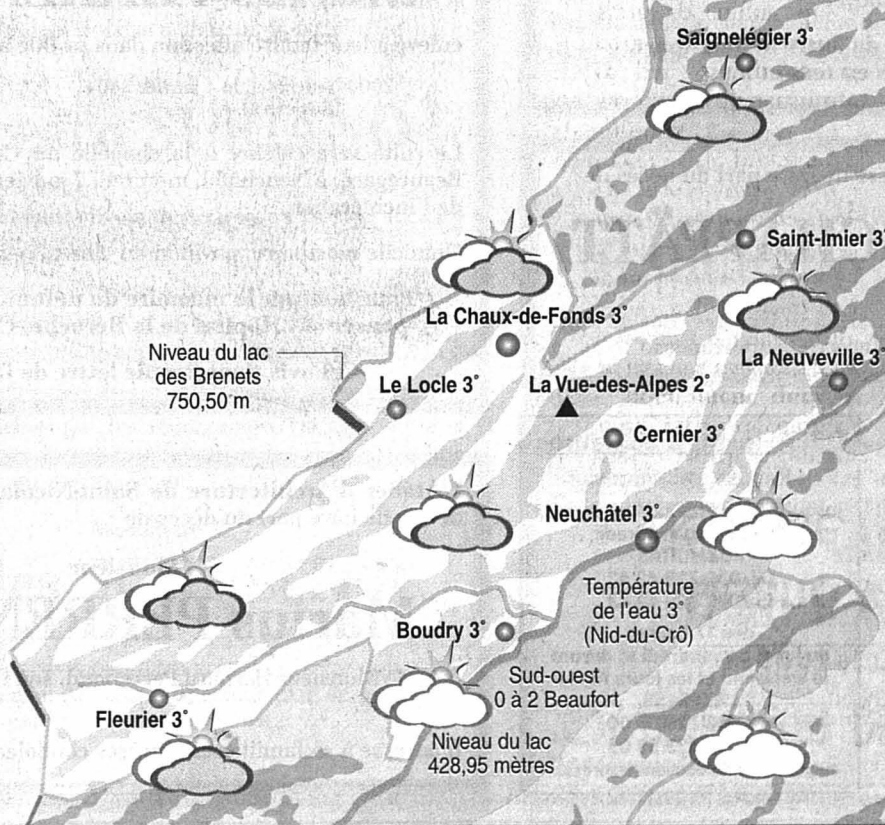 Saignelégier 3°
Saint-Imier 3°
La Chaux-de-Fonds 3°
Niveau du lac
des Brenets
750,50 m
La Neuveville 3°
Le Locle 3°
La Vue-des-Alpes 2°
Cernier 3°
Neuchâtel 3°
Température
de l'eau 3°
(Nid-du-Crô)
Boudry 3°
Sud-ouest
0 à 2 Beaufort
Fleurier 3°
Niveau du lac
428,95 mètres